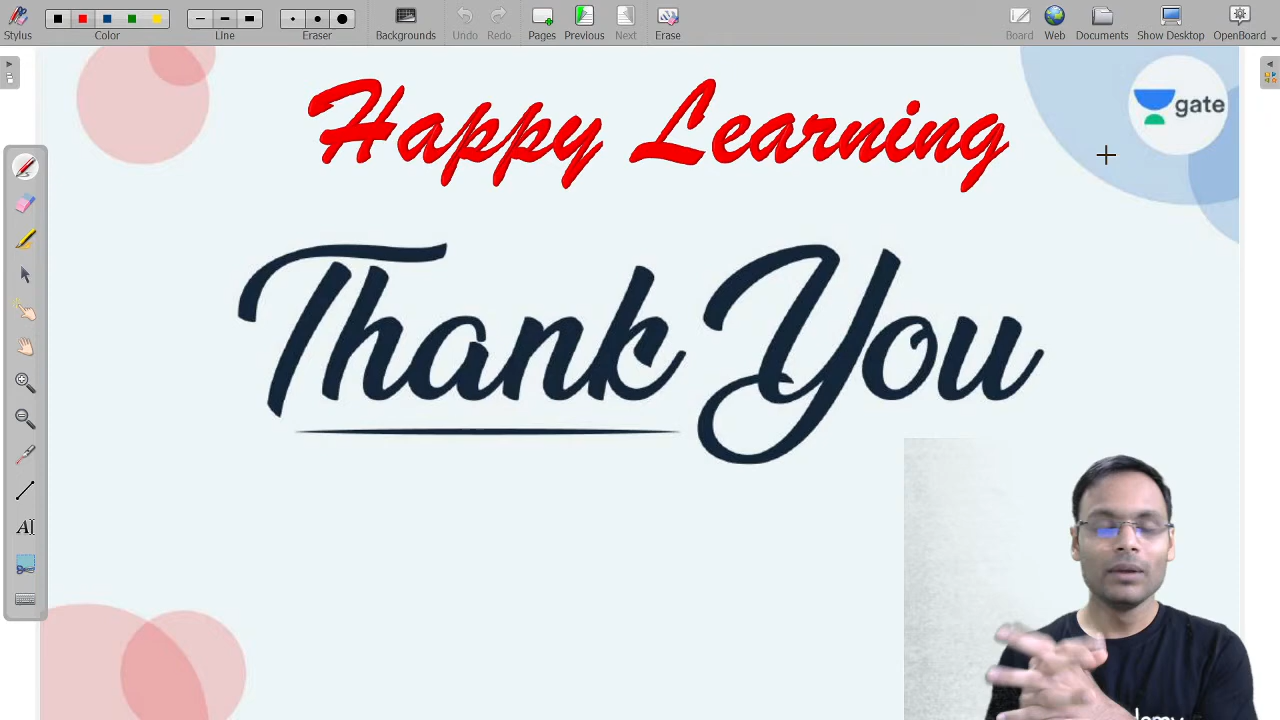 Stylus Color Line Eraser Backgrounds Undo Redo Pages Previous Next Erase Board Web Documents Show Desktop OpenBoard
Happy Learning
gate
Thank You
AI